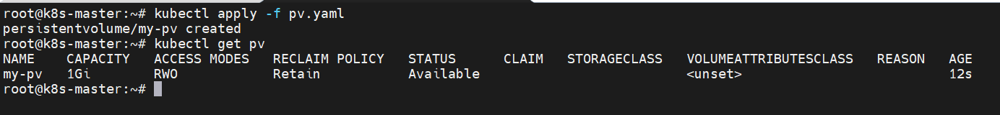 root@k8s-master:~# kubectl apply -f pv.yaml
persistentvolume/my-pv created
root@k8s-master:~# kubectl get pv
NAME    CAPACITY   ACCESS MODES   RECLAIM POLICY   STATUS      CLAIM   STORAGECLASS   VOLUMEATTRIBUTESCLASS   REASON   AGE
my-pv   1Gi        RWO            Retain           Available                          <unset>                          12s
root@k8s-master:~#